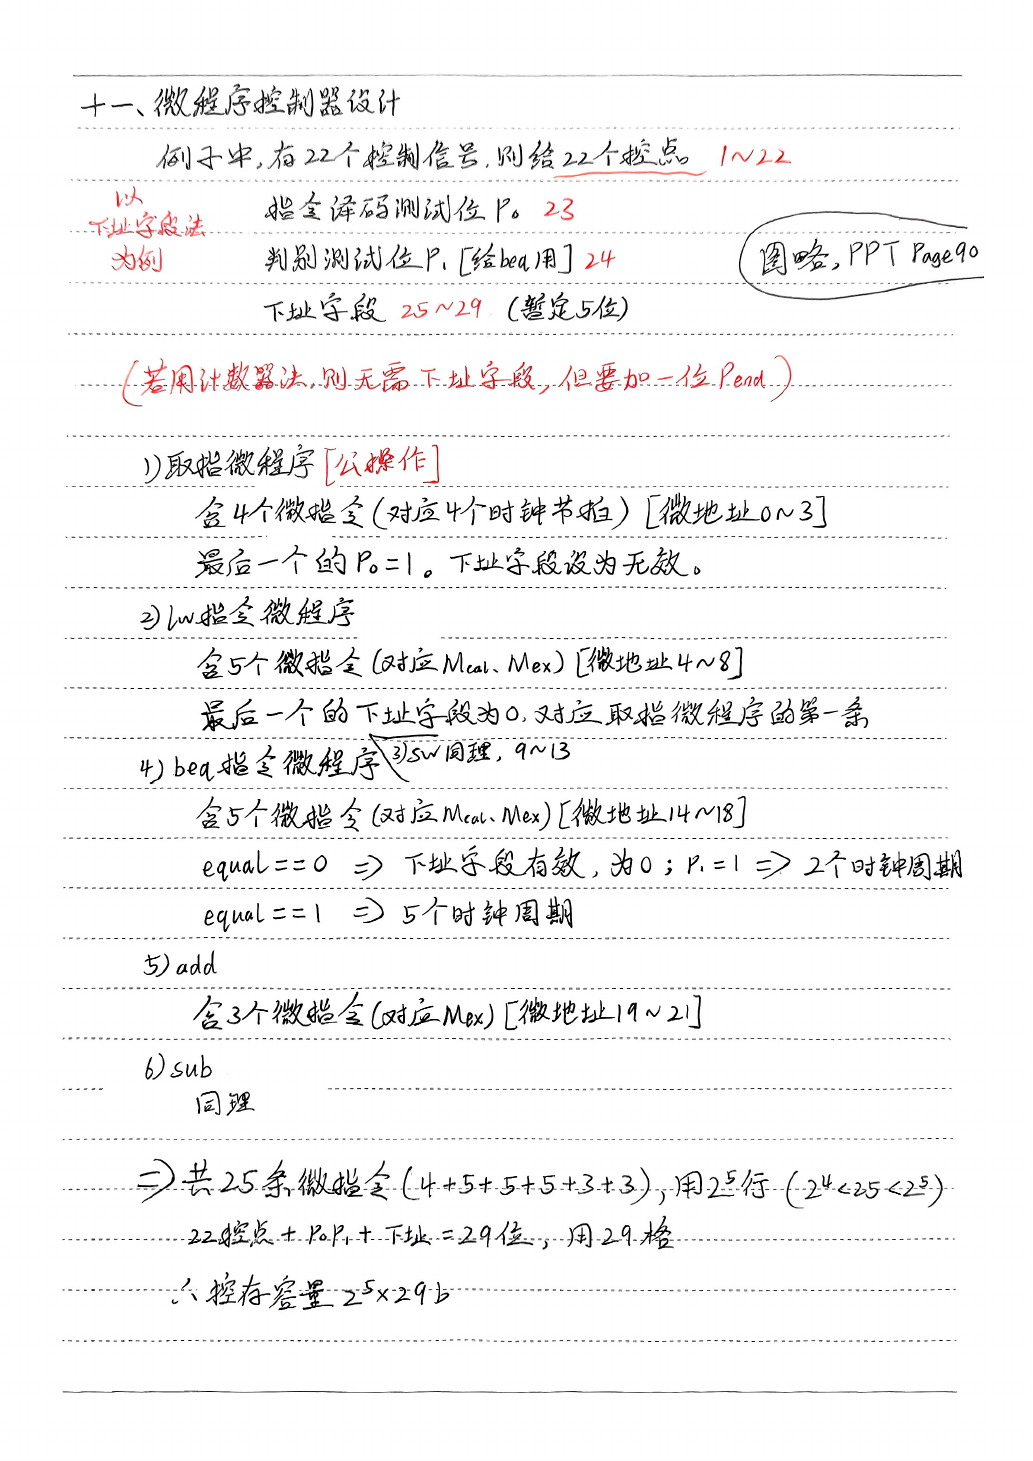 十一、微程序控制器设计
例子中,有22个控制信号,则给22个控点。 1~22
以下址字段法为例
指令译码测试位P₀ 23
判别测试位P₁ [给beq用] 24
图略,PPT Page90
下址字段 25~29 (暂定5位)
(若用计数器法,则无需下址字段,但要加一位Pend)
1)取指微程序[公操作]
含4个微指令(对应4个时钟节拍) [微地址0~3]
最后一个的P₀=1。下址字段设为无效。
2)lw指令微程序
含5个微指令(对应Mcal、Mex) [微地址4~8]
最后一个的下址字段为0,对应取指微程序的第一条
3)sw同理, 9~13
4) beq指令微程序
含5个微指令(对应Mcal、Mex) [微地址14~18]
equal==0 => 下址字段有效,为0; P₁=1 => 2个时钟周期
equal==1 => 5个时钟周期
5) add
含3个微指令(对应Mex) [微地址19~21]
6) sub
同理
=> 共25条微指令(4+5+5+5+3+3), 用2⁵行 (2⁴<25<2⁵)
22控点+P₀P₁+下址=29位, 用29格
∴控存容量 2⁵×29b